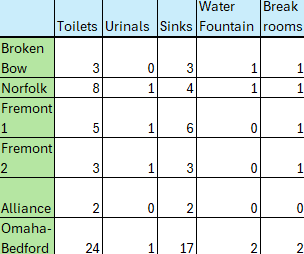 Toilets Urinals Sinks Water Fountain Break rooms
Broken Bow 3 0 3 1 1
Norfolk 8 1 4 1 1
Fremont 1 5 1 6 0 1
Fremont 2 3 1 3 0 1
Alliance 2 0 2 0 0
Omaha-Bedford 24 1 17 2 2